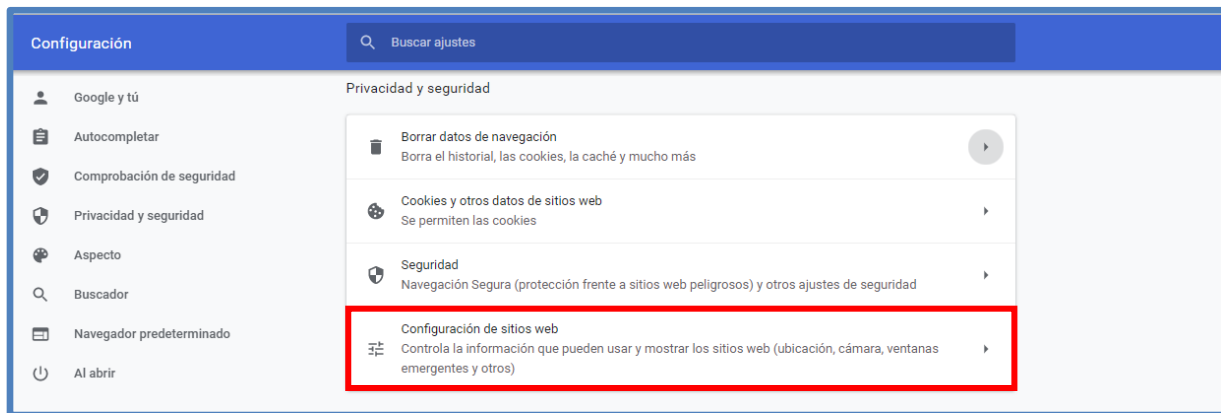 Configuración
Buscar ajustes
Google y tú
Autocompletar
Comprobación de seguridad
Privacidad y seguridad
Aspecto
Buscador
Navegador predeterminado
Al abrir
Privacidad y seguridad
Borrar datos de navegación
Borra el historial, las cookies, la caché y mucho más
Cookies y otros datos de sitios web
Se permiten las cookies
Seguridad
Navegación Segura (protección frente a sitios web peligrosos) y otros ajustes de seguridad
Configuración de sitios web
Controla la información que pueden usar y mostrar los sitios web (ubicación, cámara, ventanas
emergentes y otros)